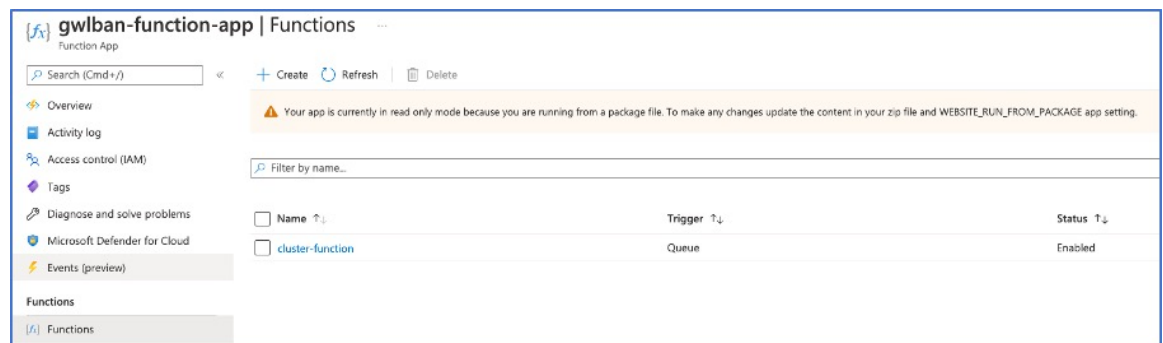 gwlban-function-app | Functions ...
Function App
Search (Cmd+/)
«
Create
Refresh
Delete
Overview
Activity log
Access control (IAM)
Tags
Diagnose and solve problems
Microsoft Defender for Cloud
Events (preview)
Functions
Functions
Your app is currently in read only mode because you are running from a package file. To make any changes update the content in your zip file and WEBSITE_RUN_FROM_PACKAGE app setting.
Filter by name...
Name ↑↓ Trigger ↑↓ Status ↑↓
cluster-function Queue Enabled